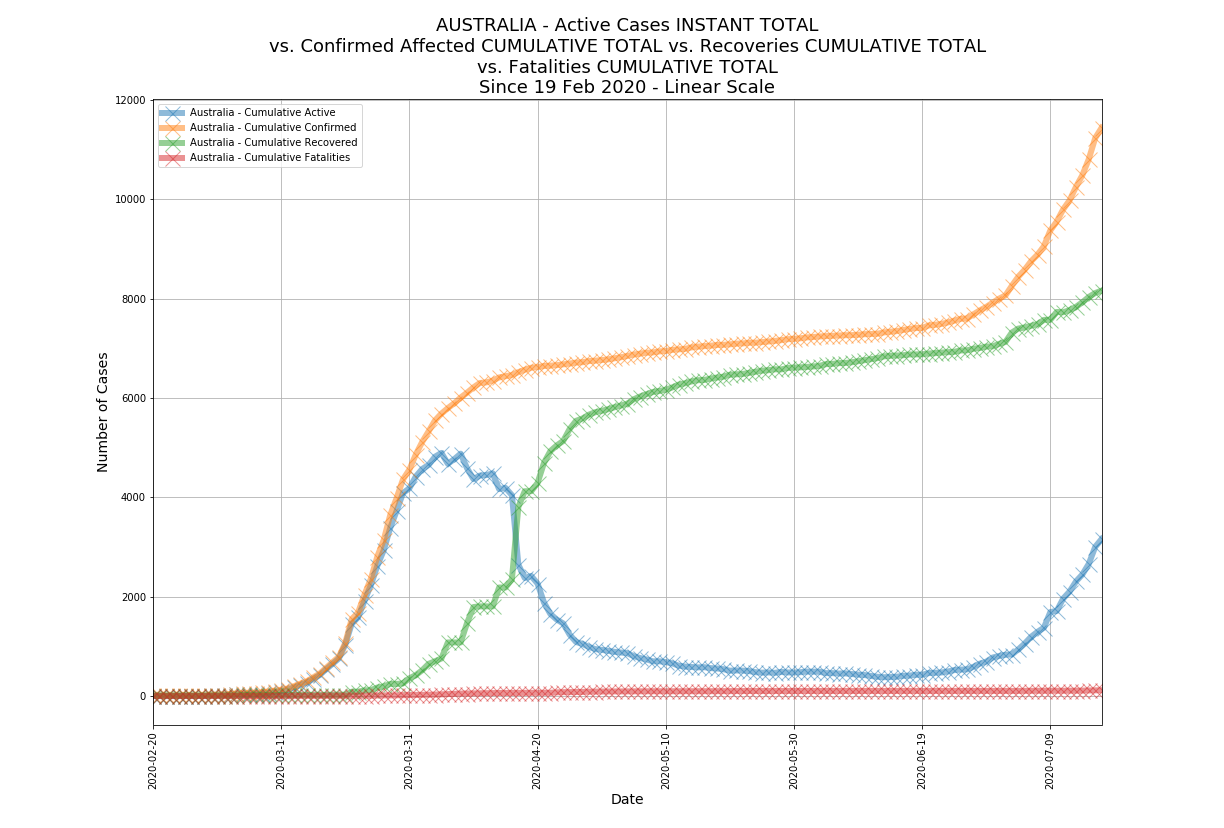 AUSTRALIA - Active Cases INSTANT TOTAL
vs. Confirmed Affected CUMULATIVE TOTAL vs. Recoveries CUMULATIVE TOTAL
vs. Fatalities CUMULATIVE TOTAL
Since 19 Feb 2020 - Linear Scale
Australia - Cumulative Active
Australia - Cumulative Confirmed
Australia - Cumulative Recovered
Australia - Cumulative Fatalities
Number of Cases
12000
10000
8000
6000
4000
2000
0
2020-02-20
2020-03-11
2020-03-31
2020-04-20
2020-05-10
2020-05-30
2020-06-19
2020-07-09
Date